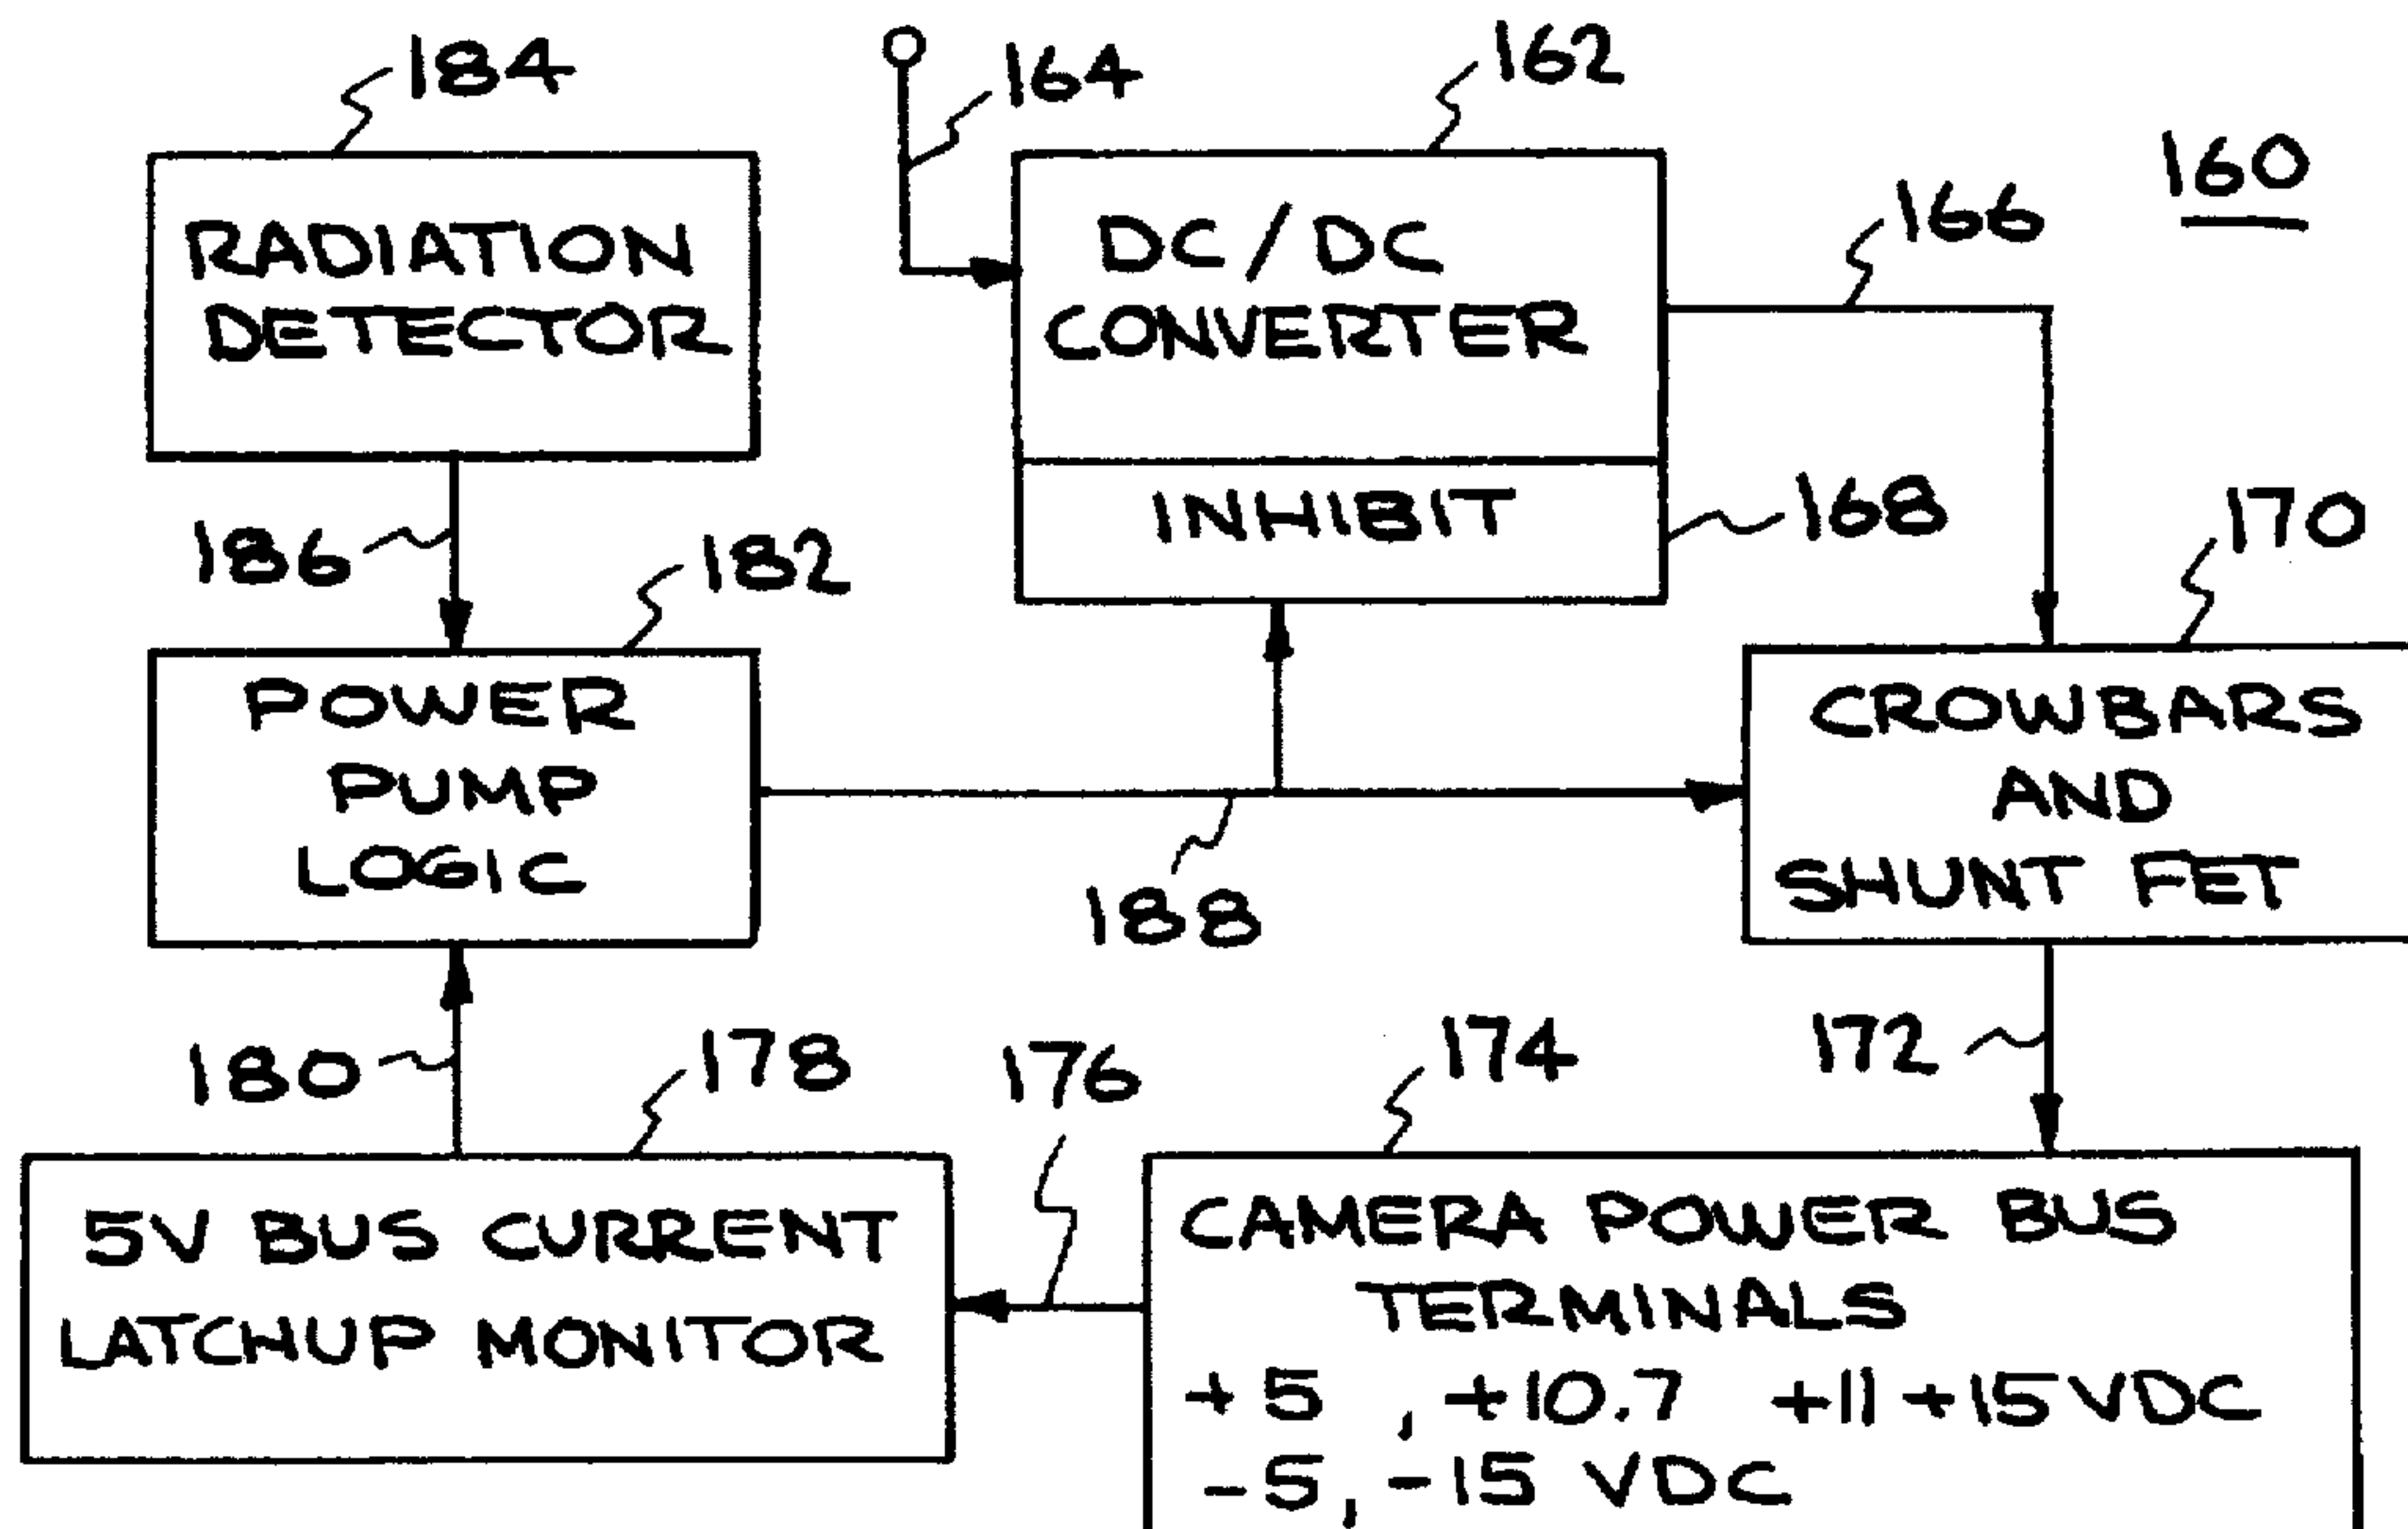 184
164
162
160
166
RADIATION
DETECTOR
DC/DC
CONVERTER
INHIBIT
168
170
186
182
POWER
PUMP
LOGIC
CROWBARS
AND
SHUNT FET
188
180
178
176
174
172
5V BUS CURRENT
LATCHUP MONITOR
CAMERA POWER BUS
TERMINALS
+5 , +10.7 +11 +15 VDC
-5, -15 VDC